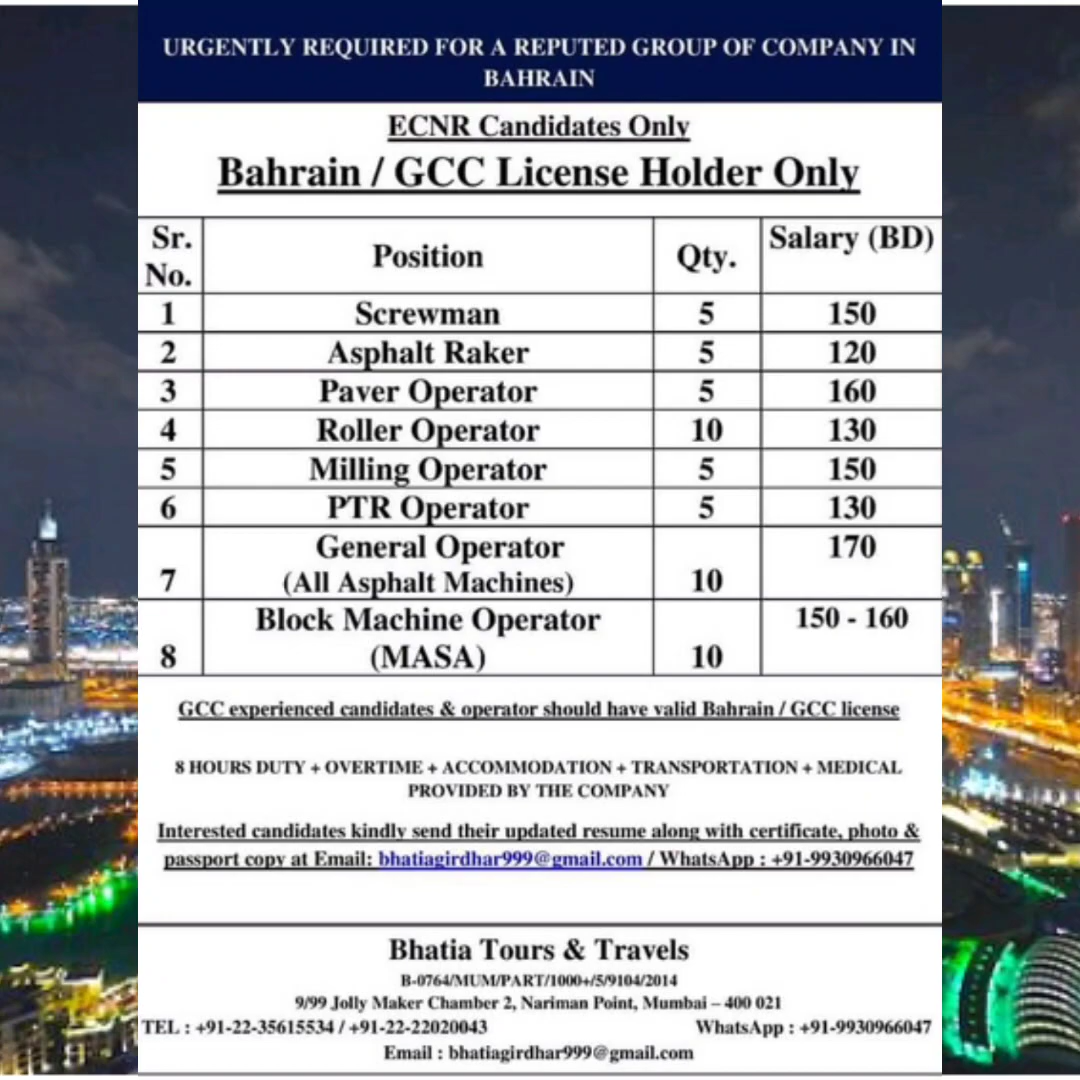 URGENTLY REQUIRED FOR A REPUTED GROUP OF COMPANY IN
BAHRAIN
ECNR Candidates Only
Bahrain / GCC License Holder Only
Sr. No. Position Qty. Salary (BD)
1 Screwman 5 150
2 Asphalt Raker 5 120
3 Paver Operator 5 160
4 Roller Operator 10 130
5 Milling Operator 5 150
6 PTR Operator 5 130
7 General Operator (All Asphalt Machines) 10 170
8 Block Machine Operator (MASA) 10 150 - 160
GCC experienced candidates & operator should have valid Bahrain / GCC license
8 HOURS DUTY + OVERTIME + ACCOMMODATION + TRANSPORTATION + MEDICAL
PROVIDED BY THE COMPANY
Interested candidates kindly send their updated resume along with certificate, photo &
passport copy at Email: bhatiagirdhar999@gmail.com / WhatsApp : +91-9930966047
Bhatia Tours & Travels
B-0764/MUM/PART/1000+/5/9104/2014
9/99 Jolly Maker Chamber 2, Nariman Point, Mumbai – 400 021
TEL : +91-22-35615534 / +91-22-22020043 WhatsApp : +91-9930966047
Email : bhatiagirdhar999@gmail.com